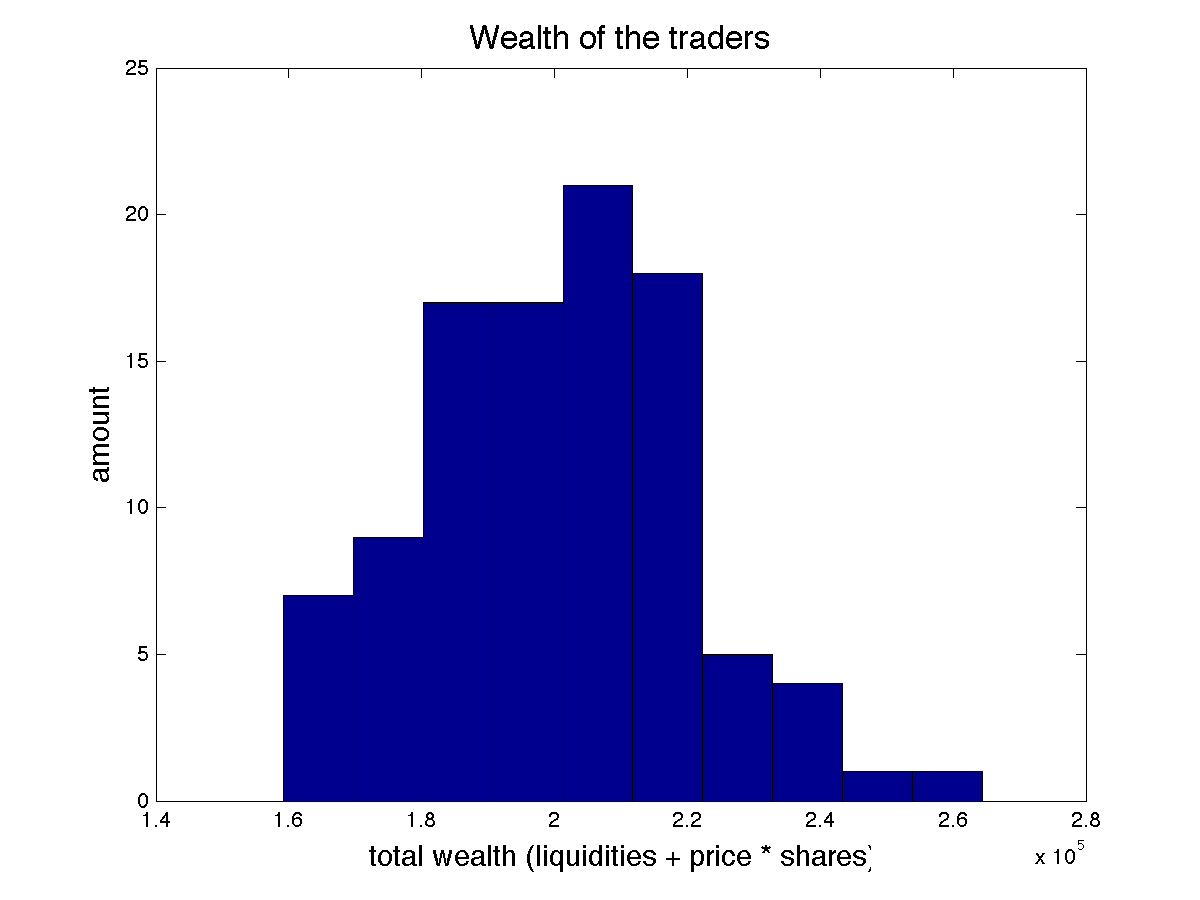 Wealth of the traders
25
20
15
10
5
0
amount
1.4 1.6 1.8 2 2.2 2.4 2.6 2.8
x 10^5
total wealth (liquidities + price * shares)